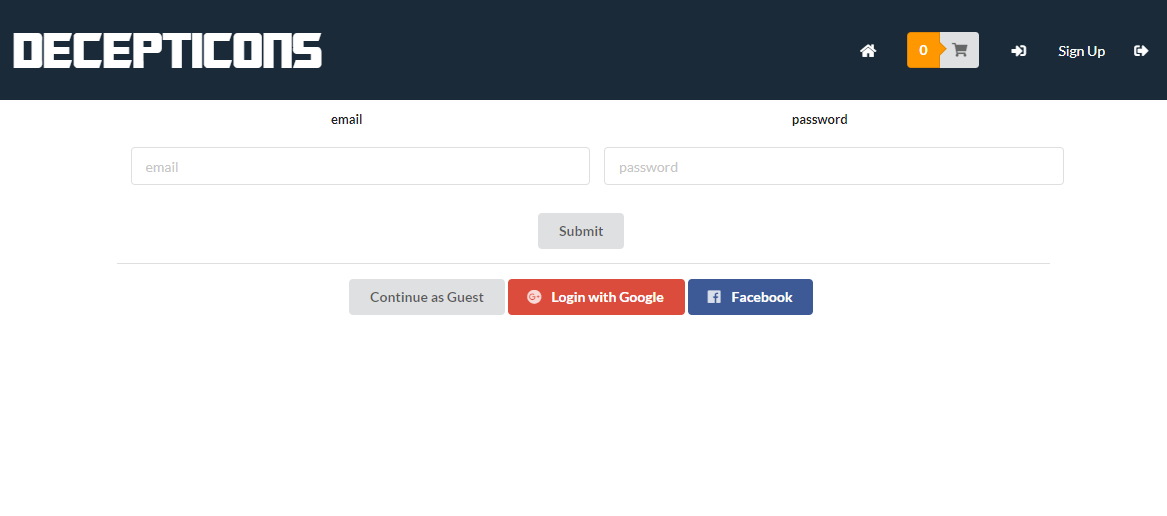 DECEPTICONS
0
Sign Up
email
password
email
password
Submit
Continue as Guest
Login with Google
Facebook